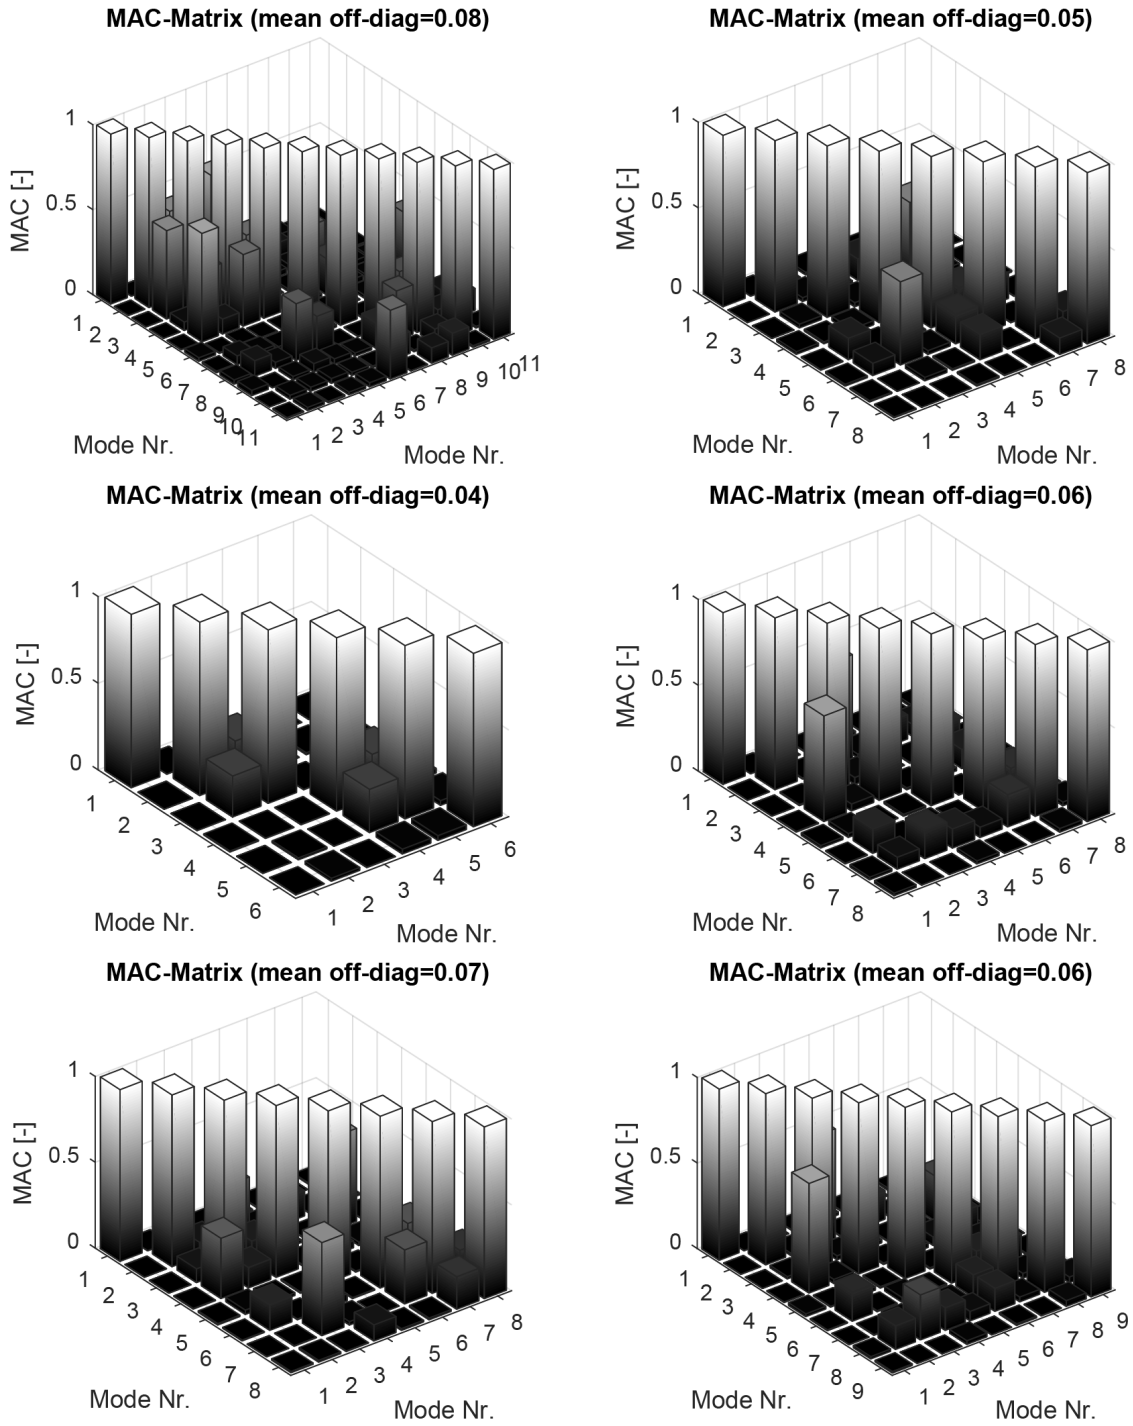 MAC-Matrix (mean off-diag=0.08)
1
0.5
0
MAC [-]
1 2 3 4 5 6 7 8 9 10 11
Mode Nr.
1 2 3 4 5 6 7 8 9 10 11
Mode Nr.
MAC-Matrix (mean off-diag=0.05)
1
0.5
0
MAC [-]
1 2 3 4 5 6 7 8
Mode Nr.
1 2 3 4 5 6 7 8
Mode Nr.
MAC-Matrix (mean off-diag=0.04)
1
0.5
0
MAC [-]
1 2 3 4 5 6
Mode Nr.
1 2 3 4 5 6
Mode Nr.
MAC-Matrix (mean off-diag=0.06)
1
0.5
0
MAC [-]
1 2 3 4 5 6 7 8
Mode Nr.
1 2 3 4 5 6 7 8
Mode Nr.
MAC-Matrix (mean off-diag=0.07)
1
0.5
0
MAC [-]
1 2 3 4 5 6 7 8
Mode Nr.
1 2 3 4 5 6 7 8
Mode Nr.
MAC-Matrix (mean off-diag=0.06)
1
0.5
0
MAC [-]
1 2 3 4 5 6 7 8 9
Mode Nr.
1 2 3 4 5 6 7 8 9
Mode Nr.